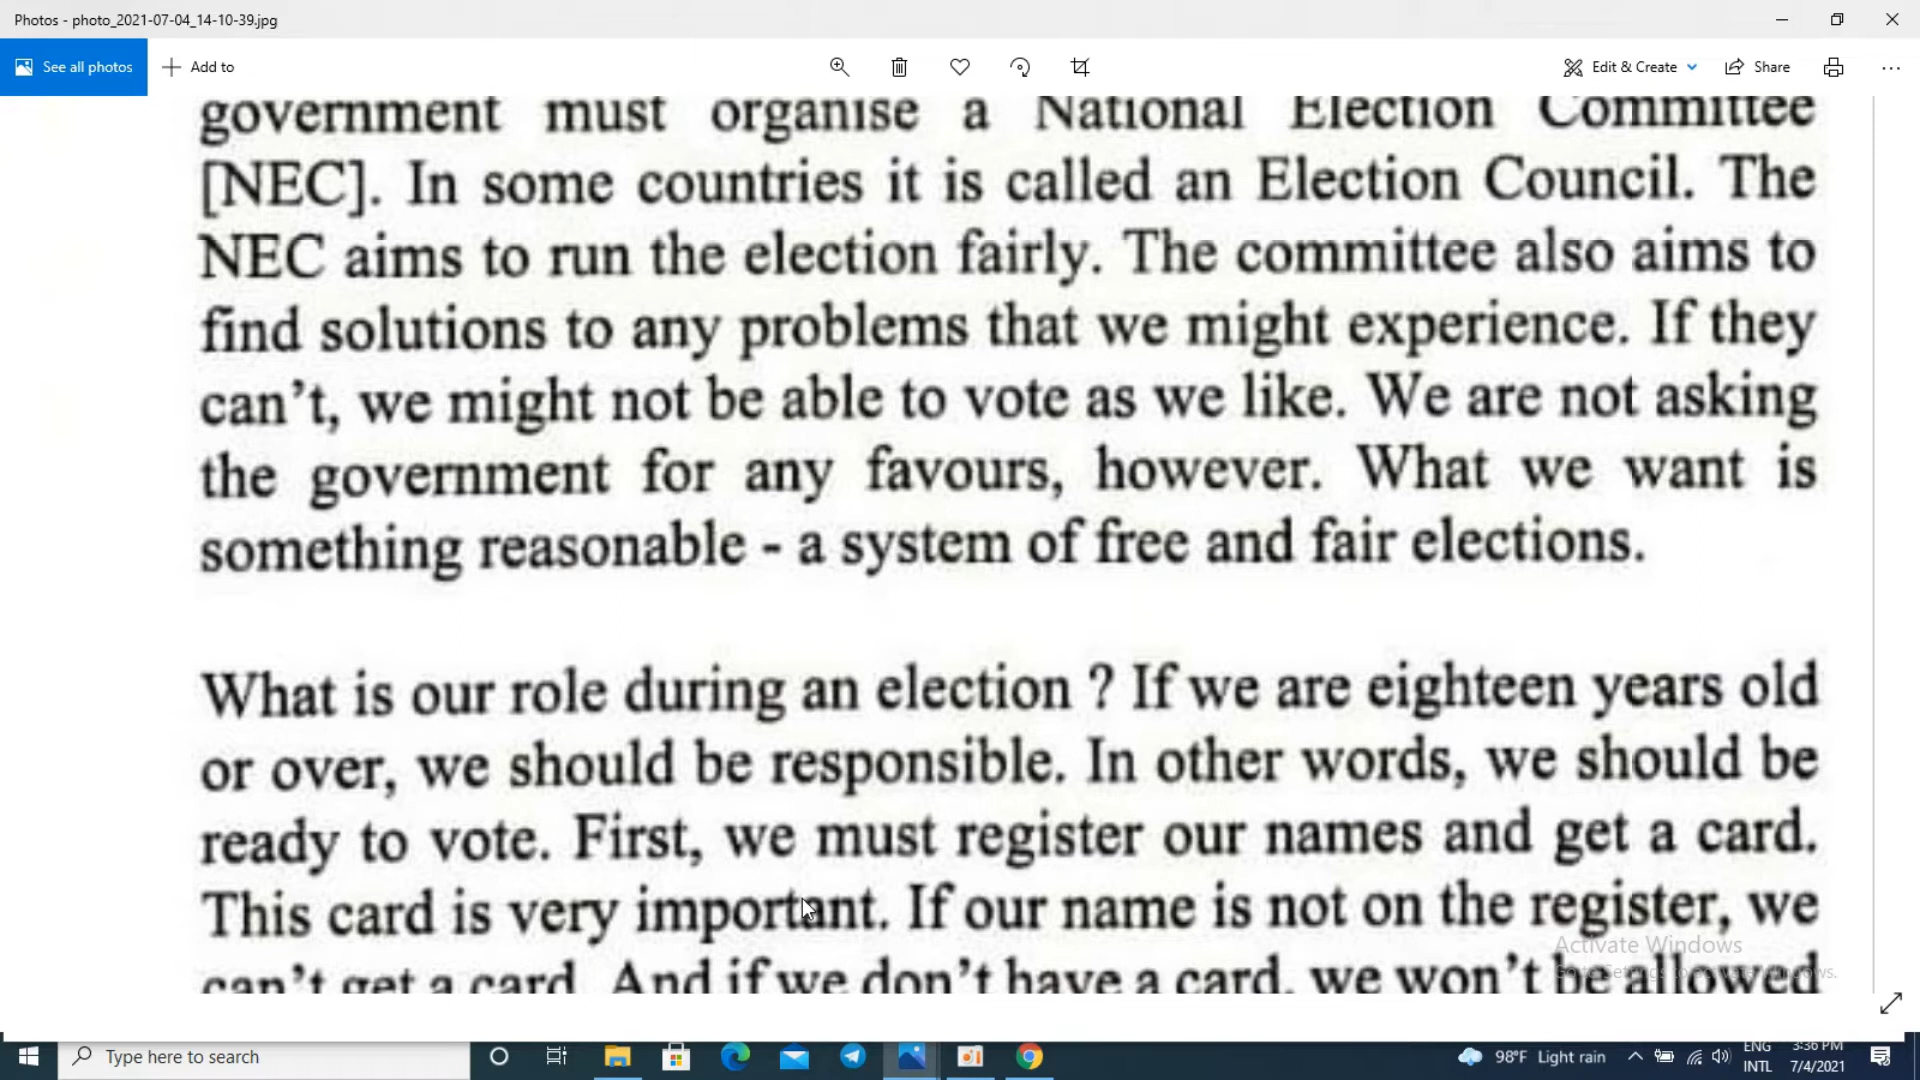 Photos - photo_2021-07-04_14-10-39.jpg
See all photos
Add to
Edit & Create
Share
government must organise a National Election Committee
[NEC]. In some countries it is called an Election Council. The
NEC aims to run the election fairly. The committee also aims to
find solutions to any problems that we might experience. If they
can't, we might not be able to vote as we like. We are not asking
the government for any favours, however. What we want is
something reasonable - a system of free and fair elections.
What is our role during an election ? If we are eighteen years old
or over, we should be responsible. In other words, we should be
ready to vote. First, we must register our names and get a card.
This card is very important. If our name is not on the register, we
can't get a card. And if we don't have a card, we won't be allowed
Activate Windows
Type here to search
98°F Light rain
ENG
INTL
3:36 PM
7/4/2021